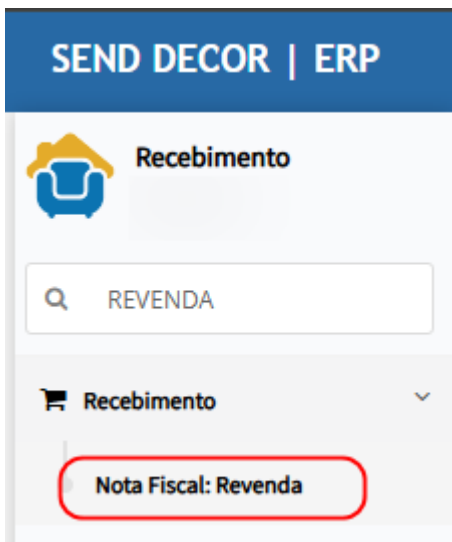 SEND DECOR | ERP
Recebimento
REVENDA
Recebimento
Nota Fiscal: Revenda